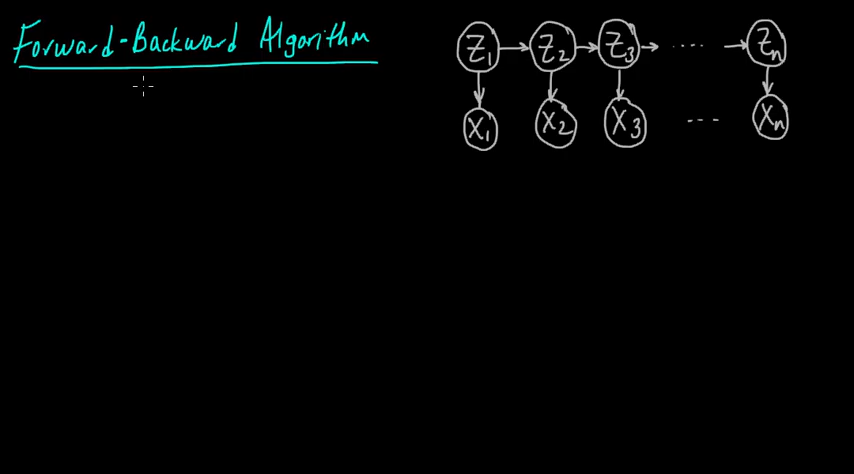 Forward-Backward Algorithm
Z1 Z2 Z3 .... Zn
X1 X2 X3 ... Xn